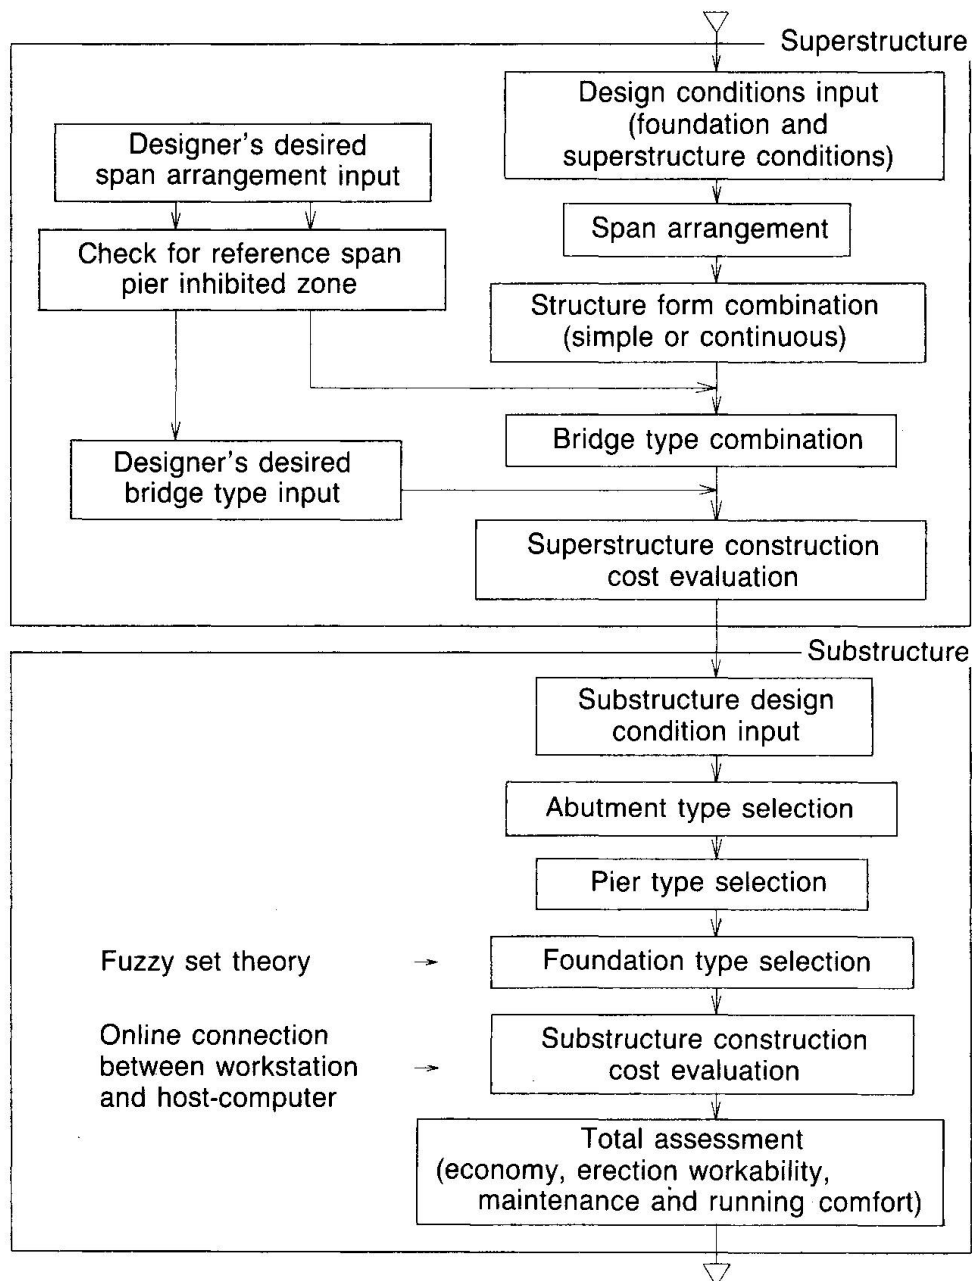 Superstructure
Design conditions input
(foundation and
superstructure conditions)
Designer's desired
span arrangement input
Span arrangement
Check for reference span
pier inhibited zone
Structure form combination
(simple or continuous)
Bridge type combination
Designer's desired
bridge type input
Superstructure construction
cost evaluation
Substructure
Substructure design
condition input
Abutment type selection
Pier type selection
Fuzzy set theory
Foundation type selection
Online connection
between workstation
and host-computer
Substructure construction
cost evaluation
Total assessment
(economy, erection workability,
maintenance and running comfort)